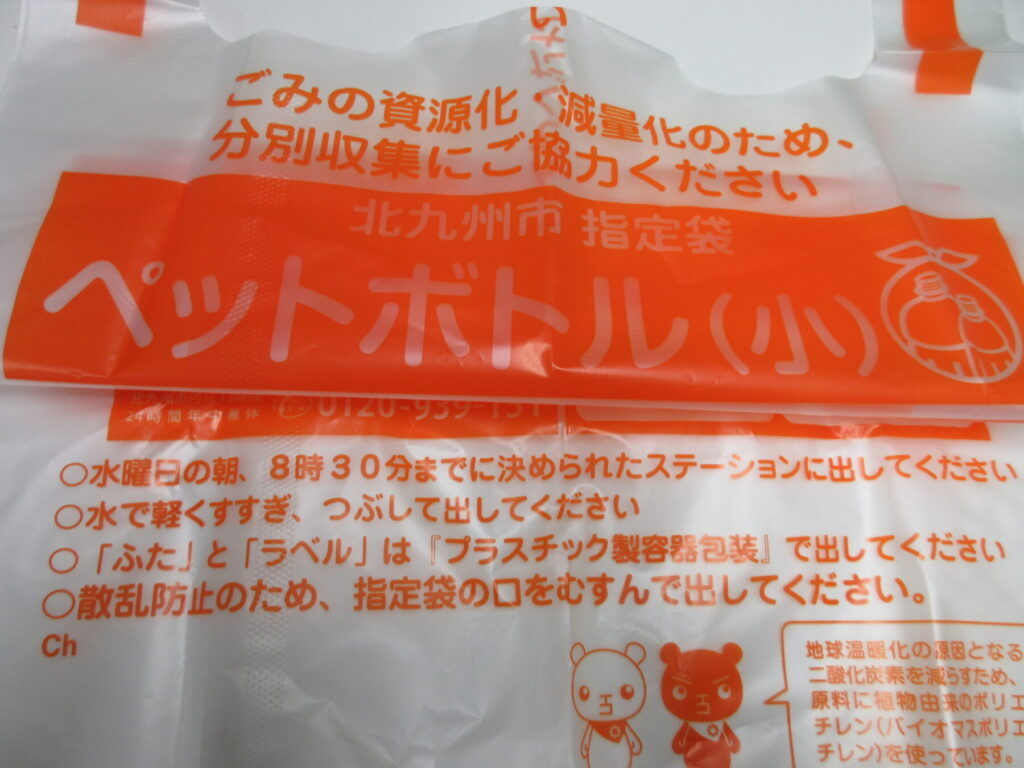 ごみの資源化、減量化のため、
分別収集にご協力ください
北九州市 指定袋
ペットボトル(小)
24時間年中無休 0120-939-151
○水曜日の朝、8時30分までに決められたステーションに出してください
○水で軽くすすぎ、つぶして出してください
○「ふた」と「ラベル」は『プラスチック製容器包装』で出してください
○散乱防止のため、指定袋の口をむすんで出してください。
Ch
地球温暖化の原因となる
二酸化炭素を減らすため、
原料に植物由来のポリエ
チレン(バイオマスポリエ
チレン)を使っています。